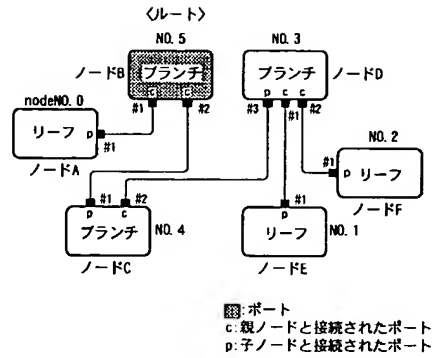 〈ルート〉
NO. 5
NO. 3
ノードB
ブランチ
ブランチ
ノードD
c
c
p
c
c
#1
#2
#3
#1
#2
nodeNO. 0
リーフ
p
#1
ノードA
NO. 2
#1
p
リーフ
ノードF
#1
#2
p
c
ブランチ
NO. 4
ノードC
#1
p
リーフ
NO. 1
ノードE
:ポート
c:親ノードと接続されたポート
p:子ノードと接続されたポート